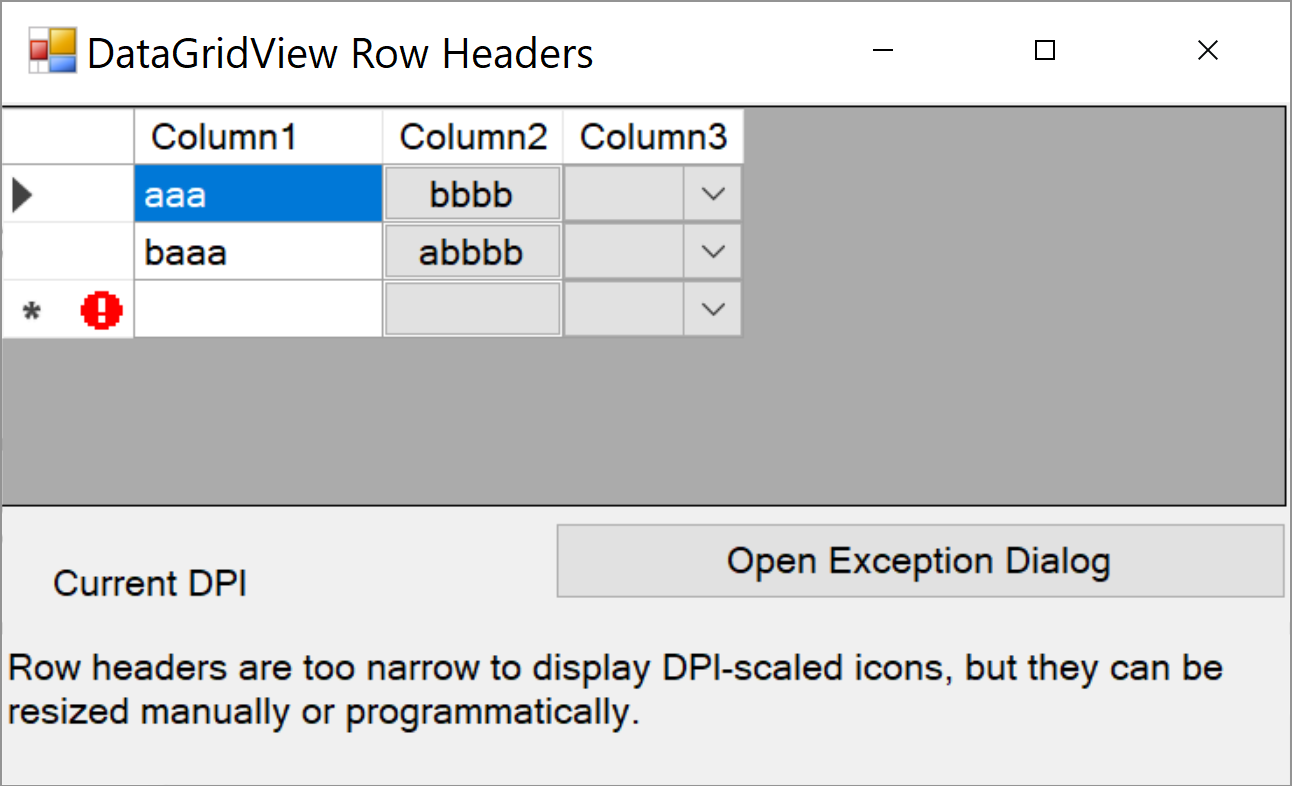 DataGridView Row Headers
Column1 Column2 Column3
aaa bbbb
baaa abbbb
*
Open Exception Dialog
Current DPI
Row headers are too narrow to display DPI-scaled icons, but they can be
resized manually or programmatically.